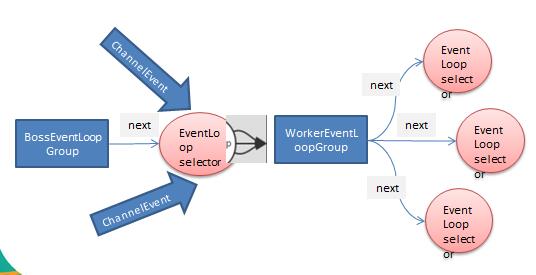 ChannelEvent
BossEventLoop
Group
next
EventLo
op
selector
p
ChannelEvent
WorkerEventL
oopGroup
next
next
next
Event
Loop
select
or
Event
Loop
select
or
Event
Loop
select
or